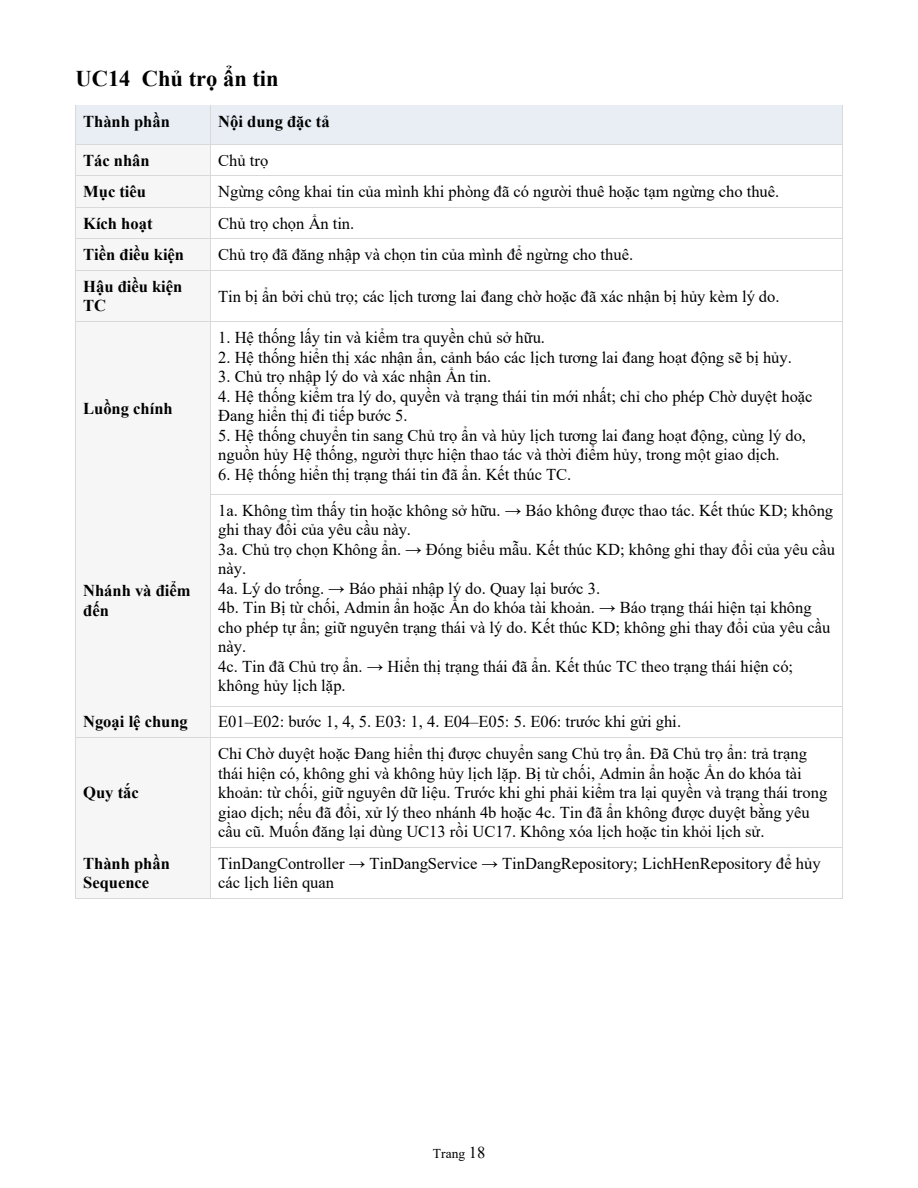 UC14 Chủ trọ ẩn tin
Thành phần
Nội dung đặc tả
Tác nhân
Chủ trọ
Mục tiêu
Ngừng công khai tin của mình khi phòng đã có người thuê hoặc tạm ngừng cho thuê.
Kích hoạt
Chủ trọ chọn Ẩn tin.
Tiền điều kiện
Chủ trọ đã đăng nhập và chọn tin của mình để ngừng cho thuê.
Hậu điều kiện
TC
Tin bị ẩn bởi chủ trọ; các lịch tương lai đang chờ hoặc đã xác nhận bị hủy kèm lý do.
Luồng chính
1. Hệ thống lấy tin và kiểm tra quyền chủ sở hữu.
2. Hệ thống hiển thị xác nhận ẩn, cảnh báo các lịch tương lai đang hoạt động sẽ bị hủy.
3. Chủ trọ nhập lý do và xác nhận Ẩn tin.
4. Hệ thống kiểm tra lý do, quyền và trạng thái tin mới nhất; chỉ cho phép Chờ duyệt hoặc
Đang hiển thị đi tiếp bước 5.
5. Hệ thống chuyển tin sang Chủ trọ ẩn và hủy lịch tương lai đang hoạt động, cùng lý do,
nguồn hủy Hệ thống, người thực hiện thao tác và thời điểm hủy, trong một giao dịch.
6. Hệ thống hiển thị trạng thái tin đã ẩn. Kết thúc TC.
Nhánh và điểm
đến
1a. Không tìm thấy tin hoặc không sở hữu. → Báo không được thao tác. Kết thúc KD; không
ghi thay đổi của yêu cầu này.
3a. Chủ trọ chọn Không ẩn. → Đóng biểu mẫu. Kết thúc KD; không ghi thay đổi của yêu cầu
này.
4a. Lý do trống. → Báo phải nhập lý do. Quay lại bước 3.
4b. Tin Bị từ chối, Admin ẩn hoặc Ẩn do khóa tài khoản. → Báo trạng thái hiện tại không
cho phép tự ẩn; giữ nguyên trạng thái và lý do. Kết thúc KD; không ghi thay đổi của yêu cầu
này.
4c. Tin đã Chủ trọ ẩn. → Hiển thị trạng thái đã ẩn. Kết thúc TC theo trạng thái hiện có;
không hủy lịch lặp.
Ngoại lệ chung
E01–E02: bước 1, 4, 5. E03: 1, 4. E04–E05: 5. E06: trước khi gửi ghi.
Quy tắc
Chỉ Chờ duyệt hoặc Đang hiển thị được chuyển sang Chủ trọ ẩn. Đã Chủ trọ ẩn: trả trạng
thái hiện có, không ghi và không hủy lịch lặp. Bị từ chối, Admin ẩn hoặc Ẩn do khóa tài
khoản: từ chối, giữ nguyên dữ liệu. Trước khi ghi phải kiểm tra lại quyền và trạng thái trong
giao dịch; nếu đã đổi, xử lý theo nhánh 4b hoặc 4c. Tin đã ẩn không được duyệt bằng yêu
cầu cũ. Muốn đăng lại dùng UC13 rồi UC17. Không xóa lịch hoặc tin khỏi lịch sử.
Thành phần
Sequence
TinDangController → TinDangService → TinDangRepository; LichHenRepository để hủy
các lịch liên quan
Trang 18